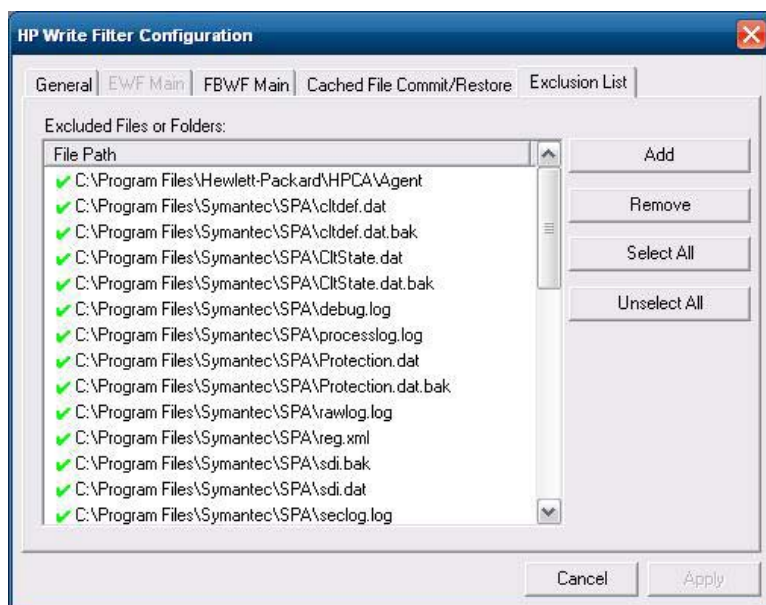 HP Write Filter Configuration
General EWF Main FBWF Main Cached File Commit/Restore Exclusion List
Excluded Files or Folders:
File Path
C:\Program Files\Hewlett-Packard\HPCA\Agent
C:\Program Files\Symantec\SPA\cltdef.dat
C:\Program Files\Symantec\SPA\cltdef.dat.bak
C:\Program Files\Symantec\SPA\CltState.dat
C:\Program Files\Symantec\SPA\CltState.dat.bak
C:\Program Files\Symantec\SPA\debug.log
C:\Program Files\Symantec\SPA\processlog.log
C:\Program Files\Symantec\SPA\Protection.dat
C:\Program Files\Symantec\SPA\Protection.dat.bak
C:\Program Files\Symantec\SPA\rawlog.log
C:\Program Files\Symantec\SPA\reg.xml
C:\Program Files\Symantec\SPA\sdi.bak
C:\Program Files\Symantec\SPA\sdi.dat
C:\Program Files\Symantec\SPA\seclog.log
Add
Remove
Select All
Unselect All
Cancel Apply